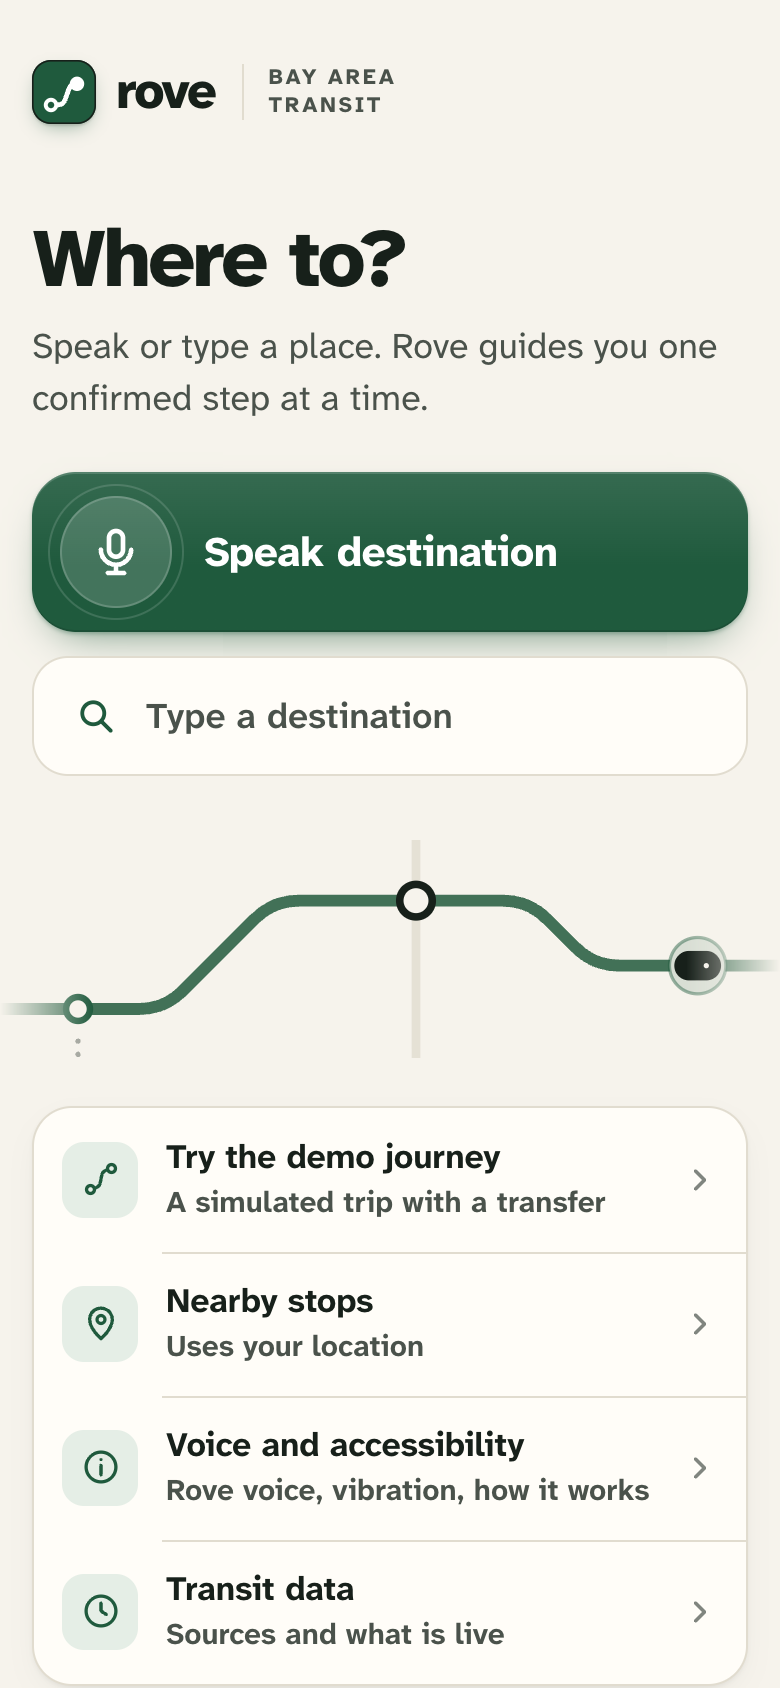 rove
BAY AREA
TRANSIT
Where to?
Speak or type a place. Rove guides you one
confirmed step at a time.
Speak destination
Type a destination
Try the demo journey
A simulated trip with a transfer
Nearby stops
Uses your location
Voice and accessibility
Rove voice, vibration, how it works
Transit data
Sources and what is live